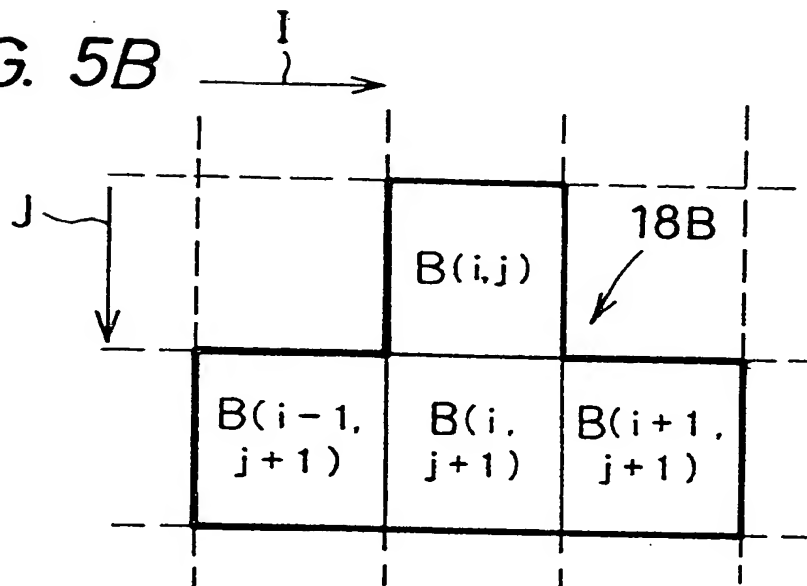 G. 5B
I
J
18B
B(i,j)
B(i-1,
j+1)
B(i,
j+1)
B(i+1,
j+1)